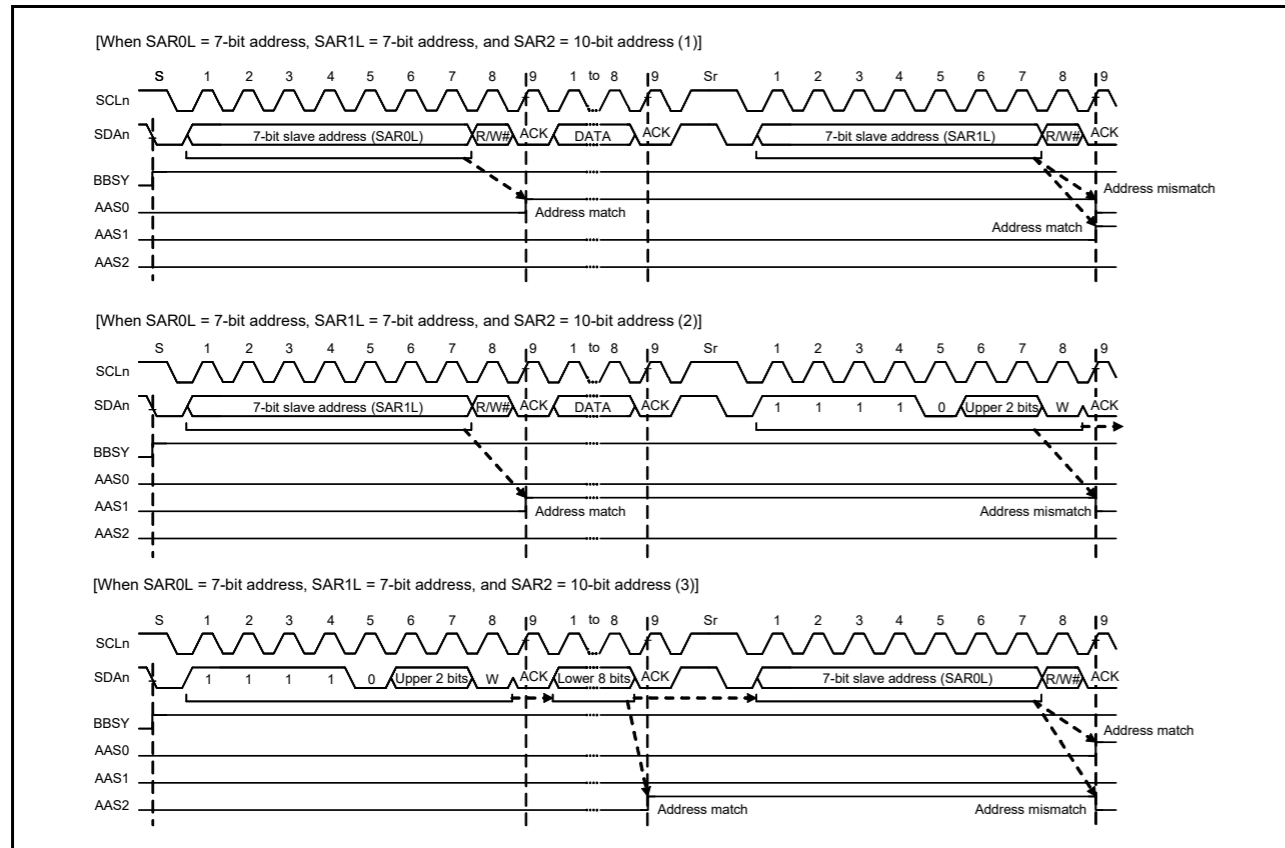 [When SAR0L = 7-bit address, SAR1L = 7-bit address, and SAR2 = 10-bit address (1)]
S 1 2 3 4 5 6 7 8 9 1 to 8 9 Sr 1 2 3 4 5 6 7 8 9
SCLn
SDAn 7-bit slave address (SAR0L) R/W# ACK DATA ACK 7-bit slave address (SAR1L) R/W# ACK
BBSY
Address mismatch
AAS0
Address match
Address match
AAS1
AAS2
[When SAR0L = 7-bit address, SAR1L = 7-bit address, and SAR2 = 10-bit address (2)]
S 1 2 3 4 5 6 7 8 9 1 to 8 9 Sr 1 2 3 4 5 6 7 8 9
SCLn
SDAn 7-bit slave address (SAR1L) R/W# ACK DATA ACK 1 1 1 1 0 Upper 2 bits W ACK
BBSY
AAS0
AAS1 Address match Address mismatch
AAS2
[When SAR0L = 7-bit address, SAR1L = 7-bit address, and SAR2 = 10-bit address (3)]
S 1 2 3 4 5 6 7 8 9 1 to 8 9 Sr 1 2 3 4 5 6 7 8 9
SCLn
SDAn 1 1 1 1 0 Upper 2 bits W ACK Lower 8 bits ACK 7-bit slave address (SAR0L) R/W# ACK
BBSY
Address match
AAS0
AAS1
AAS2 Address match Address mismatch